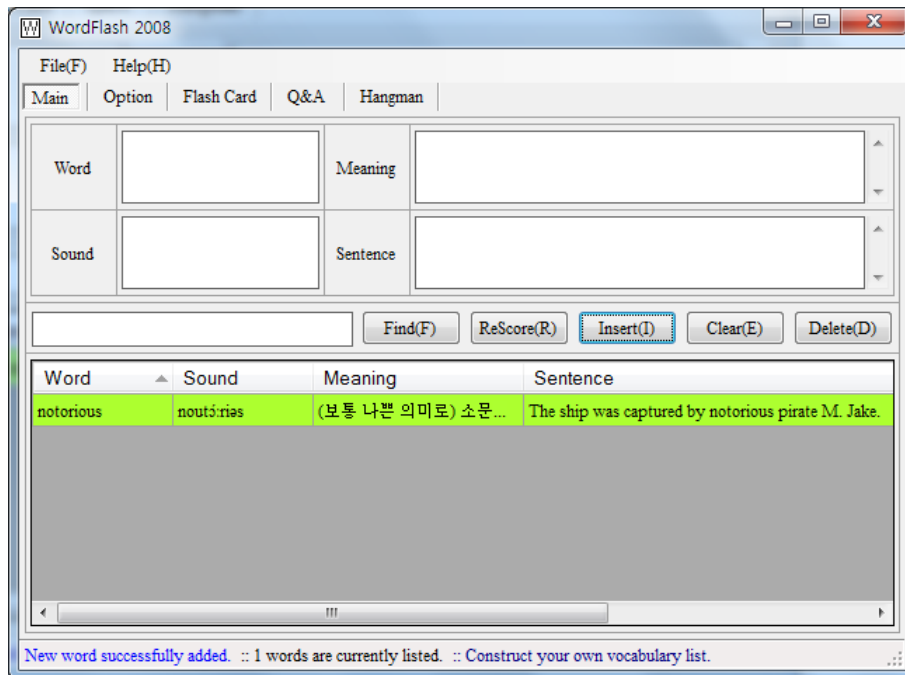 WordFlash 2008
File(F) Help(H)
Main Option Flash Card Q&A Hangman
Word Meaning
Sound Sentence
Find(F) ReScore(R) Insert(I) Clear(E) Delete(D)
Word Sound Meaning Sentence
notorious noutɔ́ːriəs (보통 나쁜 의미로) 소문... The ship was captured by notorious pirate M. Jake.
New word successfully added. :: 1 words are currently listed. :: Construct your own vocabulary list.